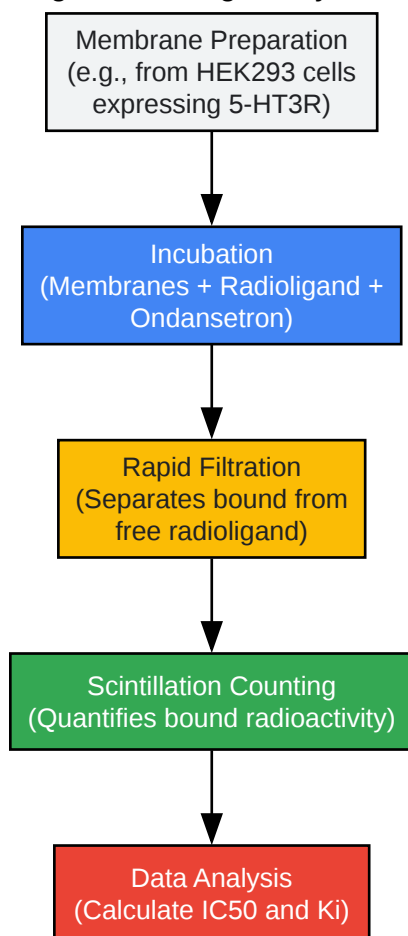 Membrane Preparation
(e.g., from HEK293 cells
expressing 5-HT3R)
Incubation
(Membranes + Radioligand +
Ondansetron)
Rapid Filtration
(Separates bound from
free radioligand)
Scintillation Counting
(Quantifies bound radioactivity)
Data Analysis
(Calculate IC50 and Ki)